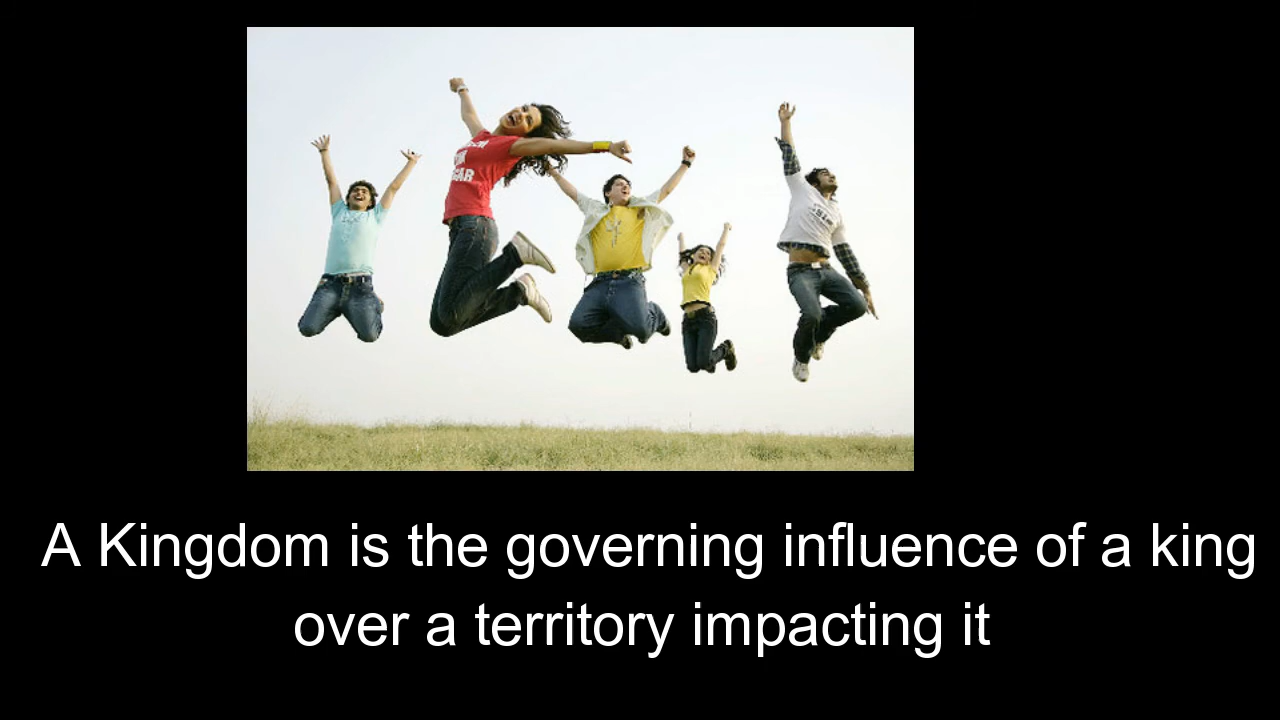 A Kingdom is the governing influence of a king
over a territory impacting it